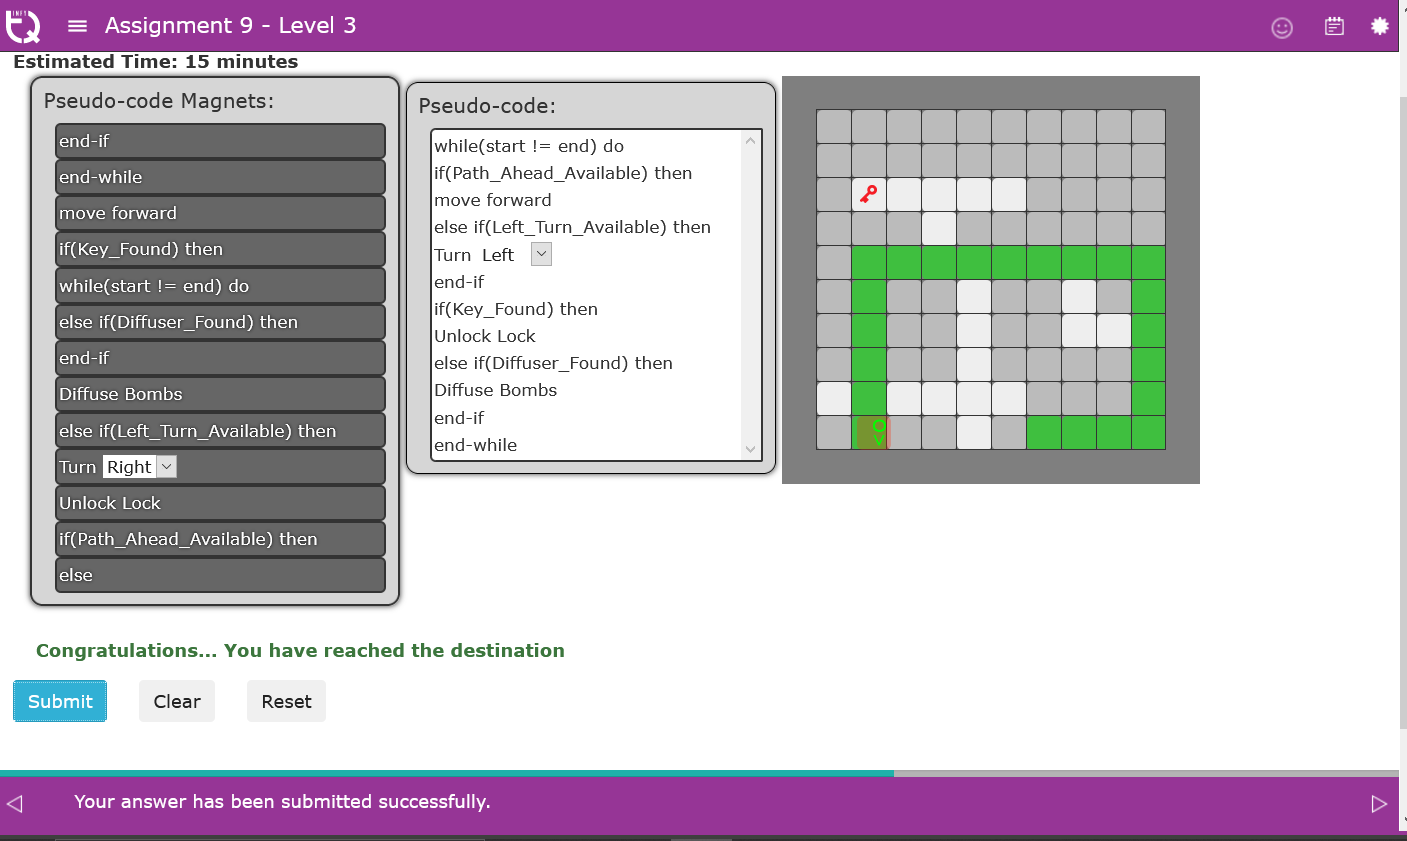 INFY
TQ
Assignment 9 - Level 3
Estimated Time: 15 minutes
Pseudo-code Magnets:
end-if
end-while
move forward
if(Key_Found) then
while(start != end) do
else if(Diffuser_Found) then
end-if
Diffuse Bombs
else if(Left_Turn_Available) then
Turn Right
Unlock Lock
if(Path_Ahead_Available) then
else
Pseudo-code:
while(start != end) do
if(Path_Ahead_Available) then
move forward
else if(Left_Turn_Available) then
Turn Left
end-if
if(Key_Found) then
Unlock Lock
else if(Diffuser_Found) then
Diffuse Bombs
end-if
end-while
Congratulations... You have reached the destination
Submit
Clear
Reset
Your answer has been submitted successfully.